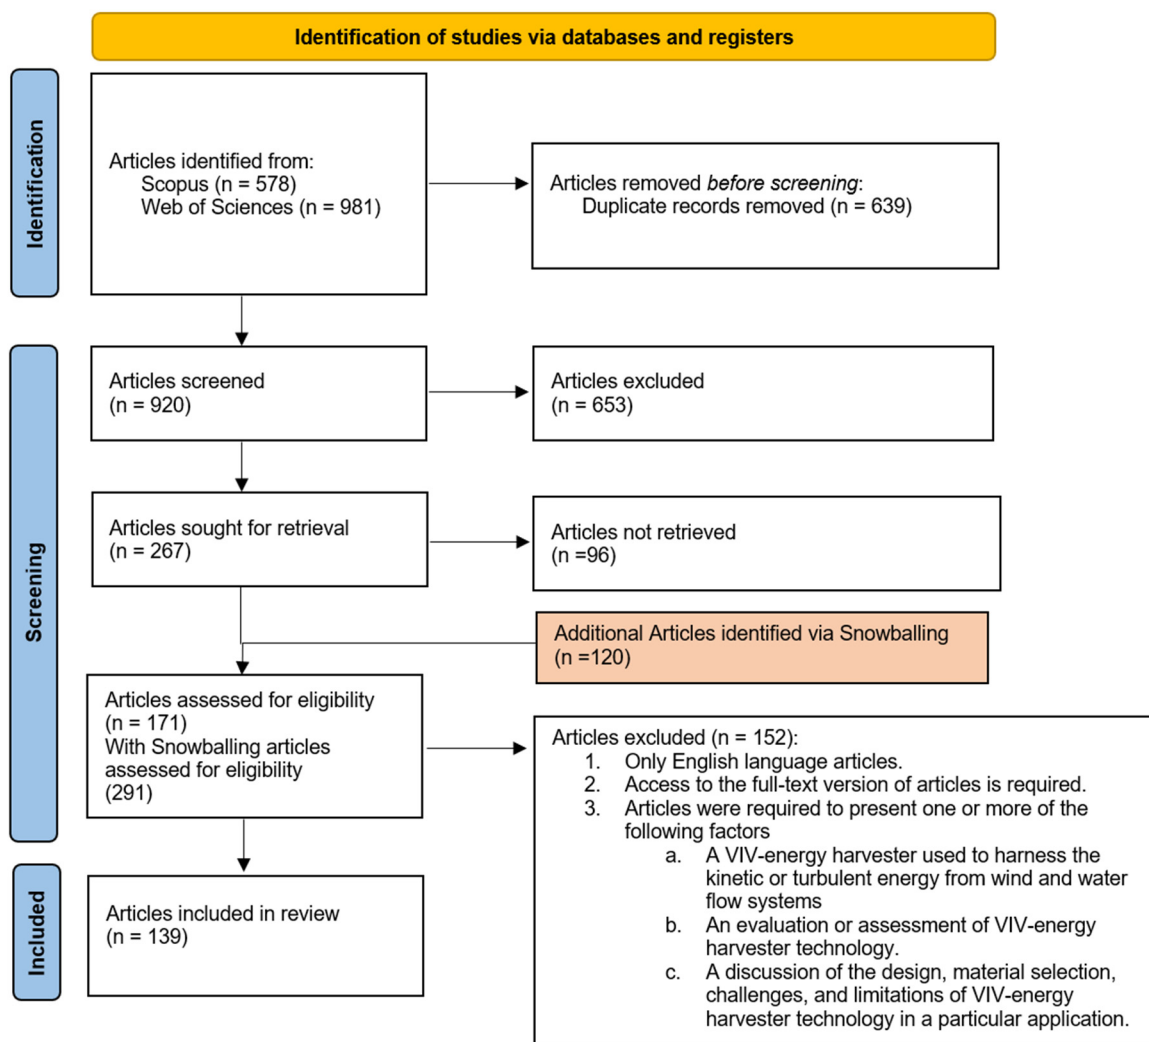 Identification of studies via databases and registers
Identification
Articles identified from:
Scopus (n = 578)
Web of Sciences (n = 981)
Articles removed before screening:
Duplicate records removed (n = 639)
Screening
Articles screened
(n = 920)
Articles excluded
(n = 653)
Articles sought for retrieval
(n = 267)
Articles not retrieved
(n =96)
Additional Articles identified via Snowballing
(n =120)
Articles assessed for eligibility
(n = 171)
With Snowballing articles
assessed for eligibility
(291)
Articles excluded (n = 152):
1. Only English language articles.
2. Access to the full-text version of articles is required.
3. Articles were required to present one or more of the
following factors
a. A VIV-energy harvester used to harness the
kinetic or turbulent energy from wind and water
flow systems
b. An evaluation or assessment of VIV-energy
harvester technology.
c. A discussion of the design, material selection,
challenges, and limitations of VIV-energy
harvester technology in a particular application.
Included
Articles included in review
(n = 139)